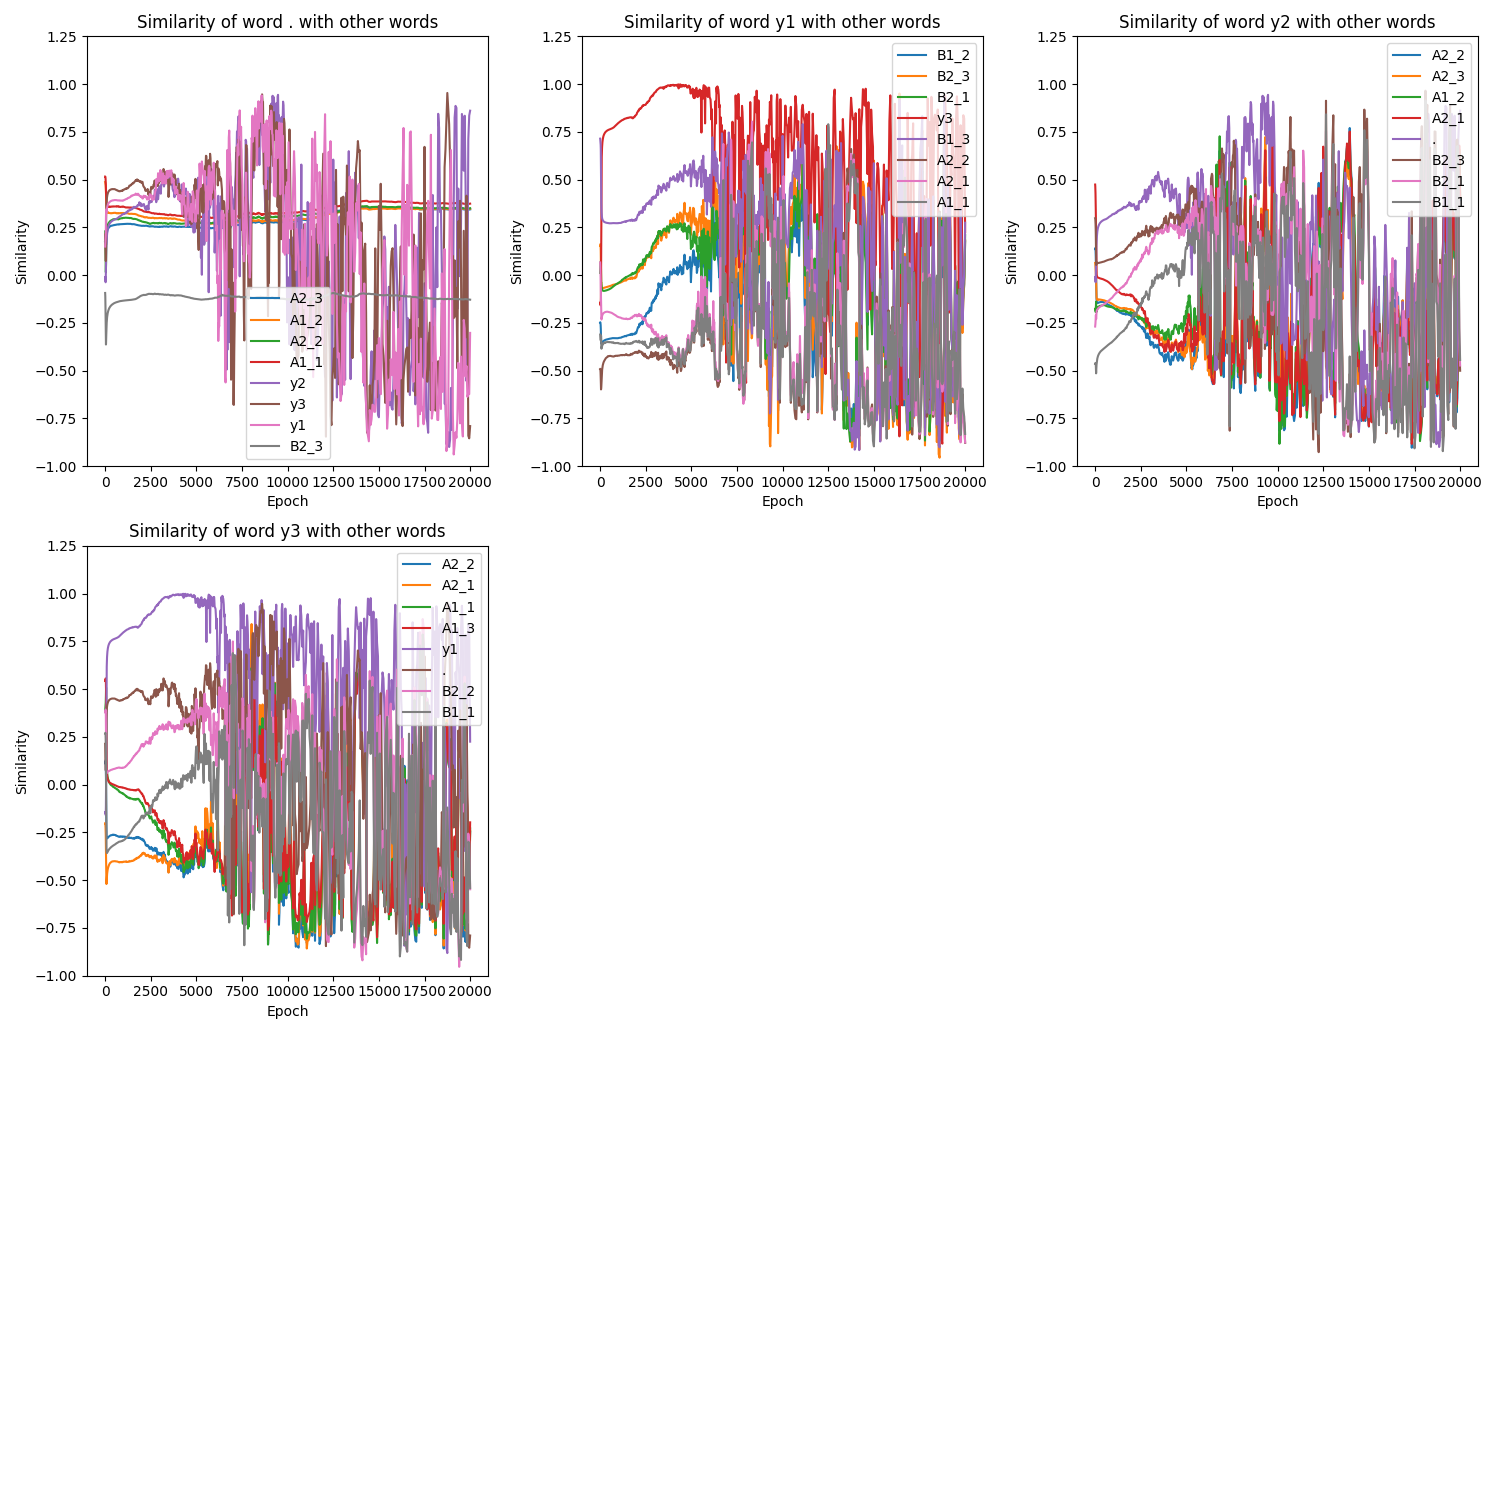 Similarity of word . with other words
Similarity
1.25
1.00
0.75
0.50
0.25
0.00
−0.25
−0.50
−0.75
−1.00
A2_3
A1_2
A2_2
A1_1
y2
y3
y1
B2_3
0 2500 5000 7500 10000 12500 15000 17500 20000
Epoch
Similarity of word y1 with other words
Similarity
1.25
1.00
0.75
0.50
0.25
0.00
−0.25
−0.50
−0.75
−1.00
B1_2
B2_3
B2_1
y3
B1_3
A2_2
A2_1
A1_1
0 2500 5000 7500 10000 12500 15000 17500 20000
Epoch
Similarity of word y2 with other words
Similarity
1.25
1.00
0.75
0.50
0.25
0.00
−0.25
−0.50
−0.75
−1.00
A2_2
A2_3
A1_2
A2_1
.
B2_3
B2_1
B1_1
0 2500 5000 7500 10000 12500 15000 17500 20000
Epoch
Similarity of word y3 with other words
Similarity
1.25
1.00
0.75
0.50
0.25
0.00
−0.25
−0.50
−0.75
−1.00
A2_2
A2_1
A1_1
A1_3
y1
.
B2_2
B1_1
0 2500 5000 7500 10000 12500 15000 17500 20000
Epoch